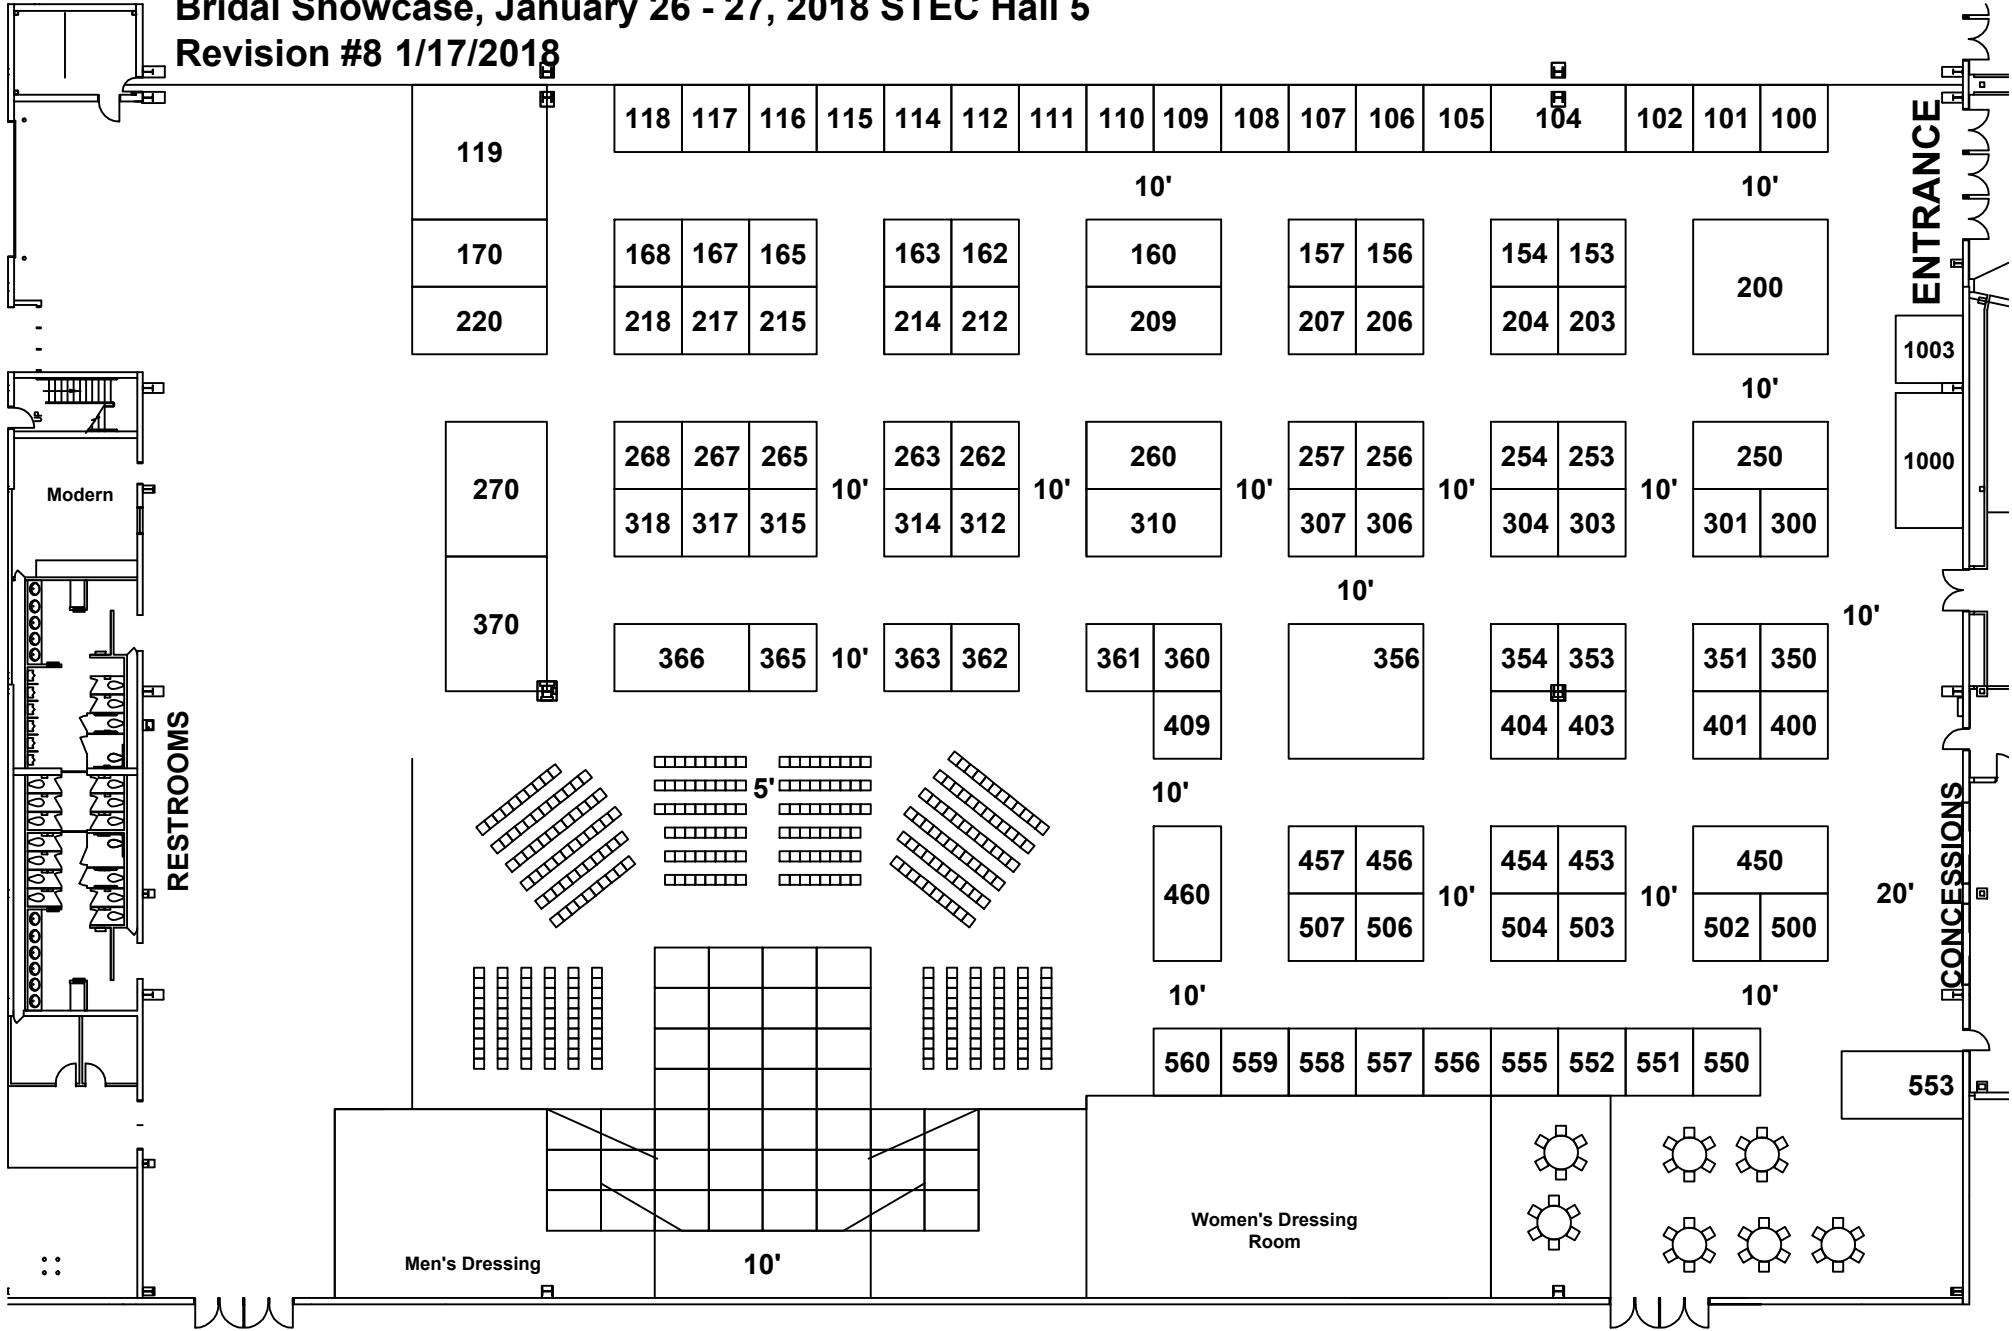 Bridal Showcase, January 26 - 27, 2018 STEC Hall 5
Revision #8 1/17/2018
118 117 116 115 114 112 111 110 109 108 107 106 105 104 102 101 100
119
10' 10'
ENTRANCE
170 168 167 165 163 162 160 157 156 154 153
200
220 218 217 215 214 212 209 207 206 204 203
1003
10'
UP
268 267 265 263 262 260 257 256 254 253 250
1000
Modern
270 10' 10' 10' 10' 10'
318 317 315 314 312 310 307 306 304 303 301 300
10'
10'
370
366 365 10' 363 362 361 360 356 354 353 351 350
409 404 403 401 400
RESTROOMS
5' 10'
CONCESSIONS
457 456 454 453 450
460 10' 10' 20'
507 506 504 503 502 500
10' 10'
560 559 558 557 556 555 552 551 550
553
Women's Dressing
Room
Men's Dressing 10'